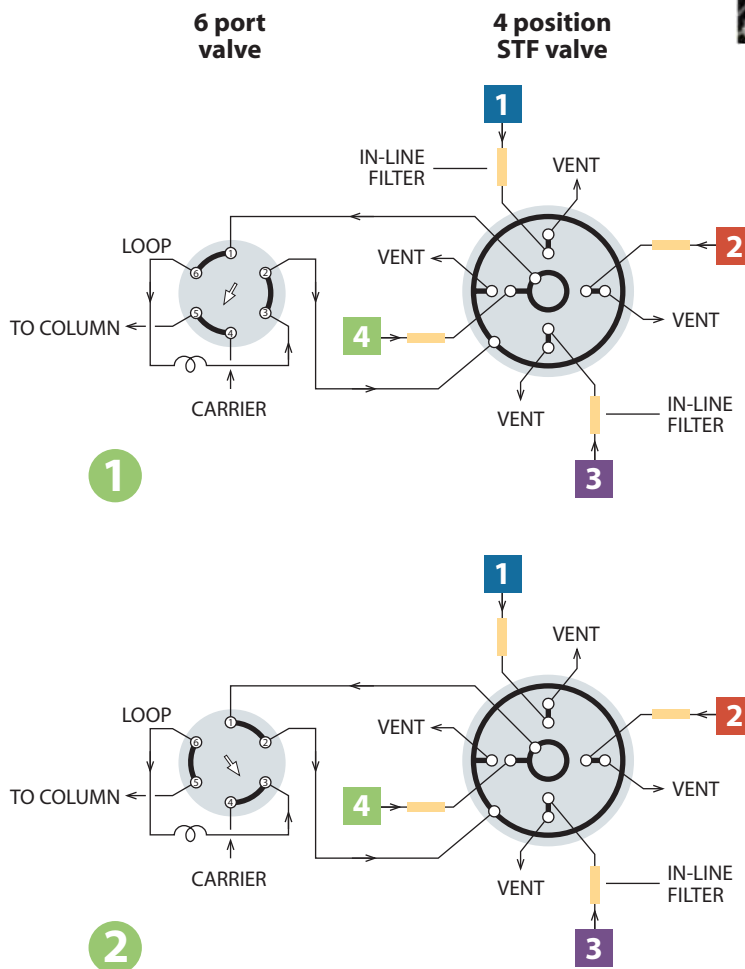 6 port
valve
4 position
STF valve
1
IN-LINE
FILTER
VENT
LOOP
6
1
2
VENT
2
5
3
TO COLUMN
4
4
VENT
CARRIER
VENT
IN-LINE
FILTER
1
3
1
VENT
2
LOOP
1
6
2
VENT
5
3
TO COLUMN
4
4
VENT
CARRIER
VENT
IN-LINE
FILTER
2
3